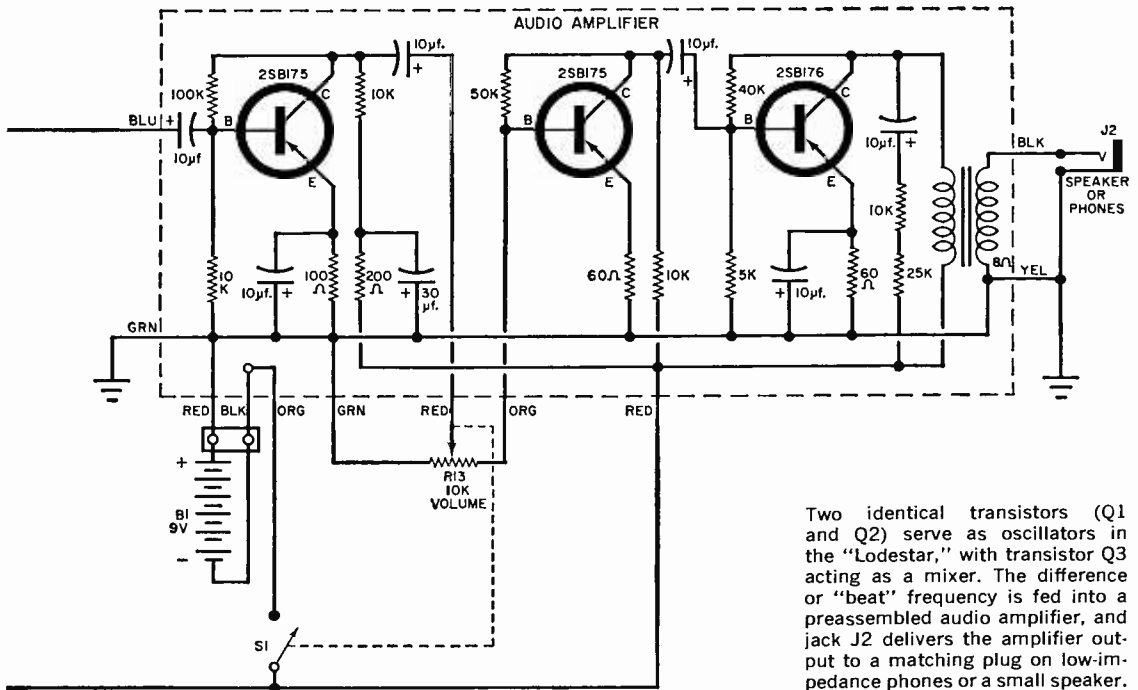 AUDIO AMPLIFIER
10µf.
+
2SB175
C
B
E
100K
10K
BLU
+
10µf
10
K
10µf.
+
100
Ω
200
Ω
+
30
µf.
GRN
50K
2SB175
C
B
E
60Ω
10K
10µf.
+
2SB176
C
B
E
40K
10µf.
+
10K
5K
10µf.
+
60
Ω
25K
8Ω
BLK
J2
SPEAKER
OR
PHONES
YEL
RED
BLK
ORG
GRN
RED
ORG
RED
+
B1
9V
-
R13
10K
VOLUME
S1
Two identical transistors (Q1
and Q2) serve as oscillators in
the "Lodestar," with transistor Q3
acting as a mixer. The difference
or "beat" frequency is fed into a
preassembled audio amplifier, and
jack J2 delivers the amplifier out-
put to a matching plug on low-im-
pedance phones or a small speaker.